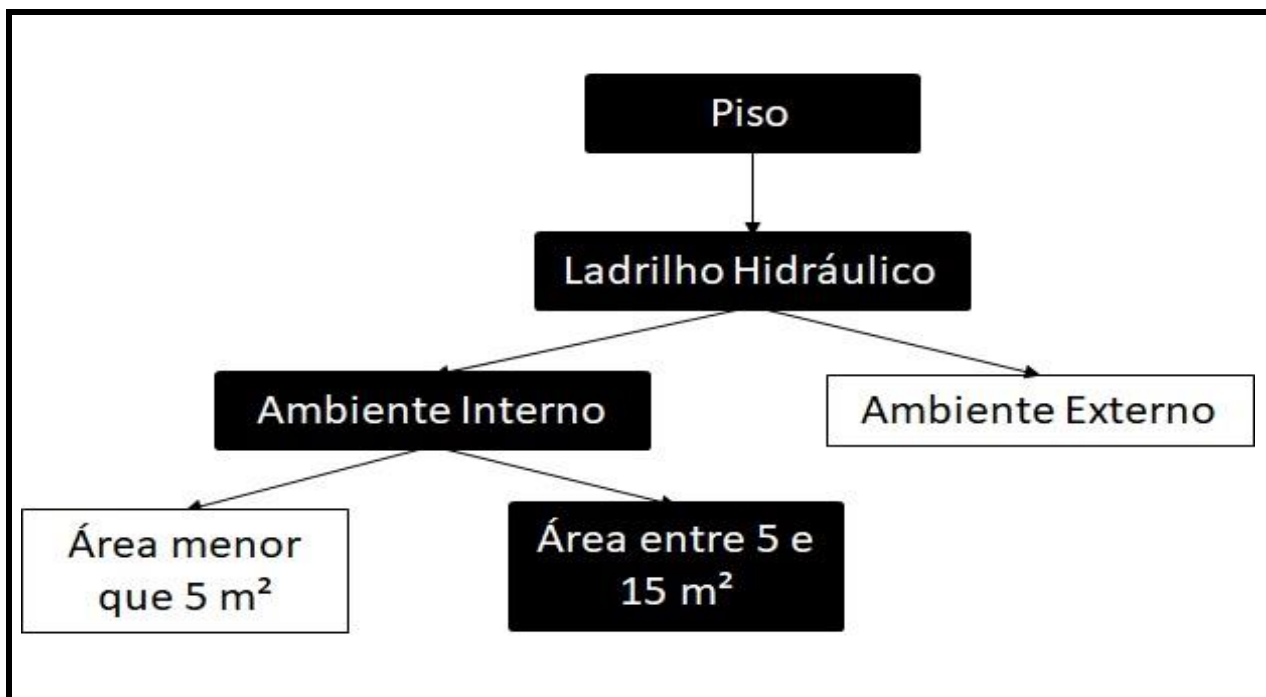 Piso
Ladrilho Hidráulico
Ambiente Interno
Ambiente Externo
Área menor
que 5 m²
Área entre 5 e
15 m²